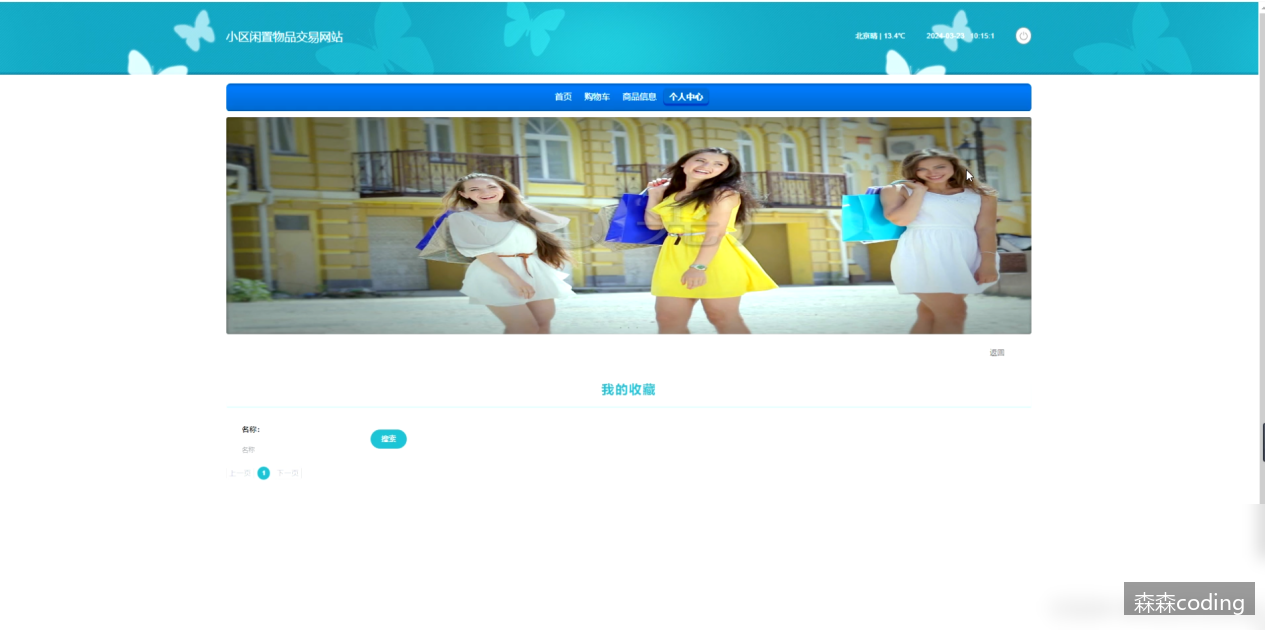 小区闲置物品交易网站
北京晴 | 13.4℃ 2024-03-23 10:15:1
首页 购物车 商品信息 个人中心
返回
我的收藏
名称：
名称
搜索
上一页 1 下一页
森森coding